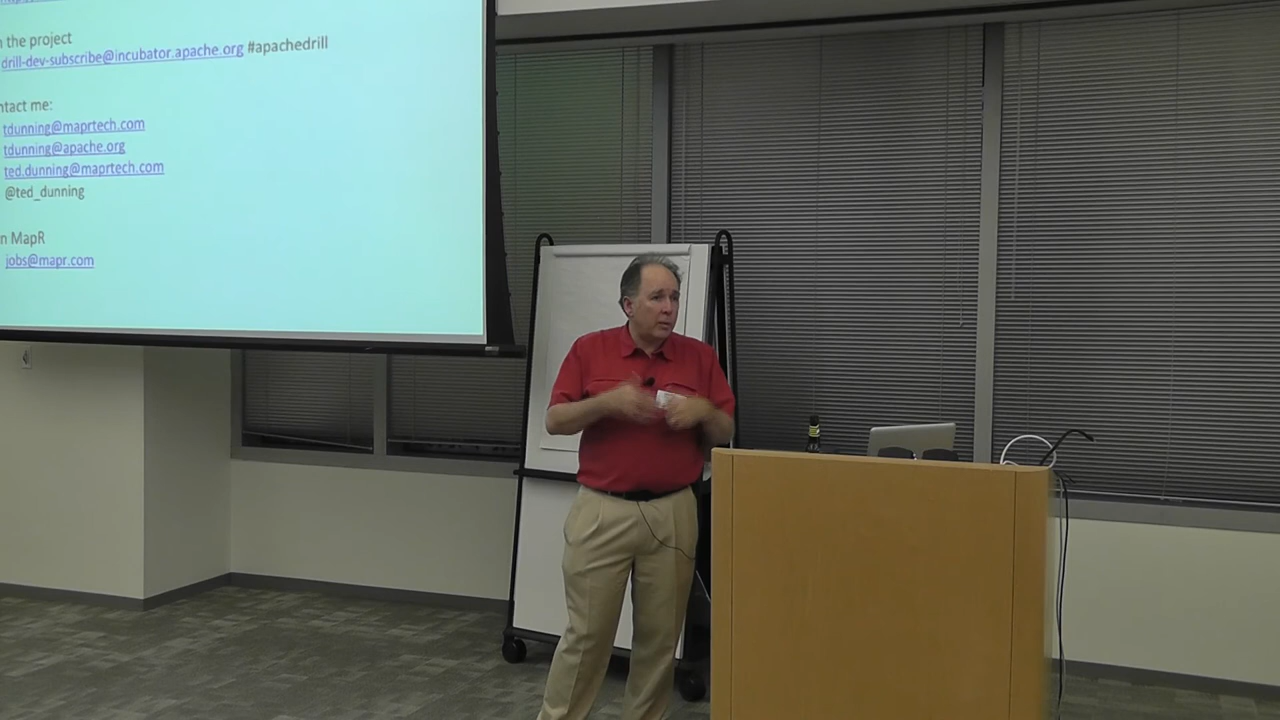 the project
drill-dev-subscribe@incubator.apache.org #apachedrill
ntact me:
tdunning@maprtech.com
tdunning@apache.org
ted.dunning@maprtech.com
@ted_dunning
n MapR
jobs@mapr.com